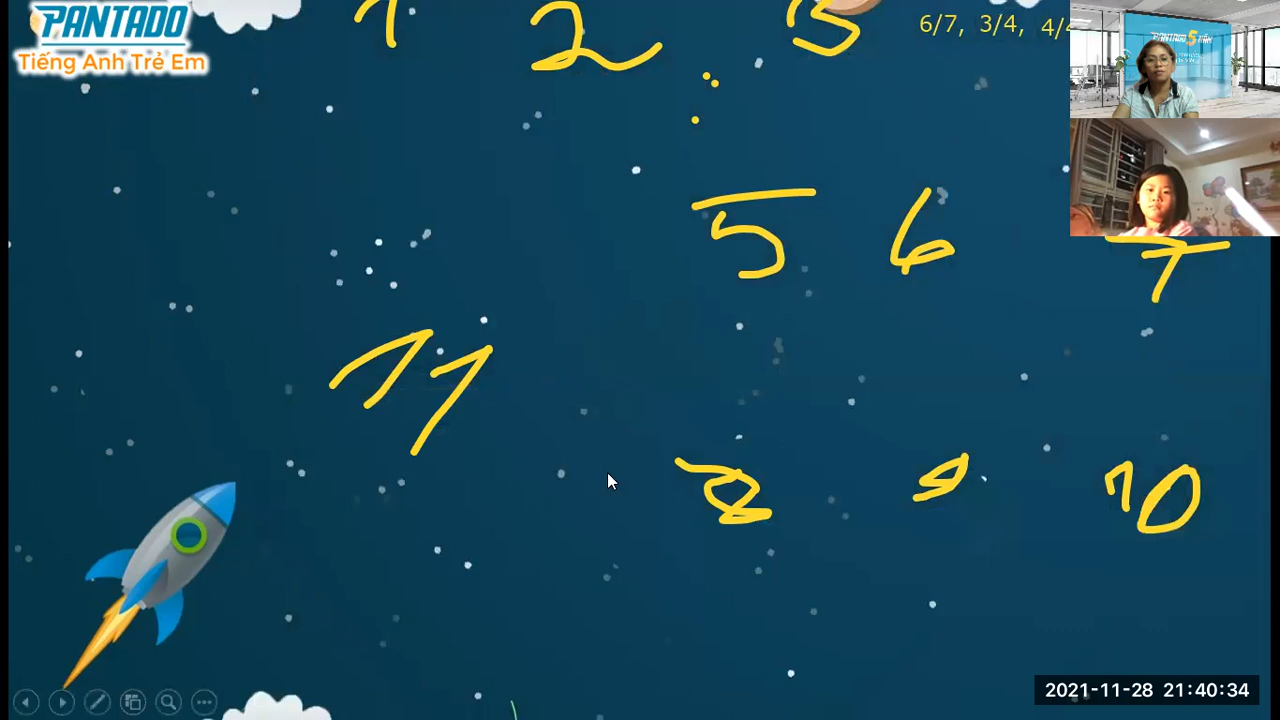 PANTADO
Tiếng Anh Trẻ Em
6/7, 3/4, 4/4
1 2 3
5 6 7
11
8 9 10
2021-11-28 21:40:34